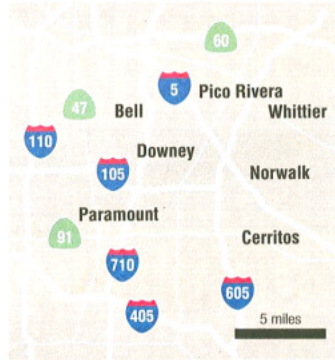 60
5
Pico Rivera
47
Bell
Whittier
110
Downey
105
Norwalk
Paramount
91
Cerritos
710
605
405
5 miles